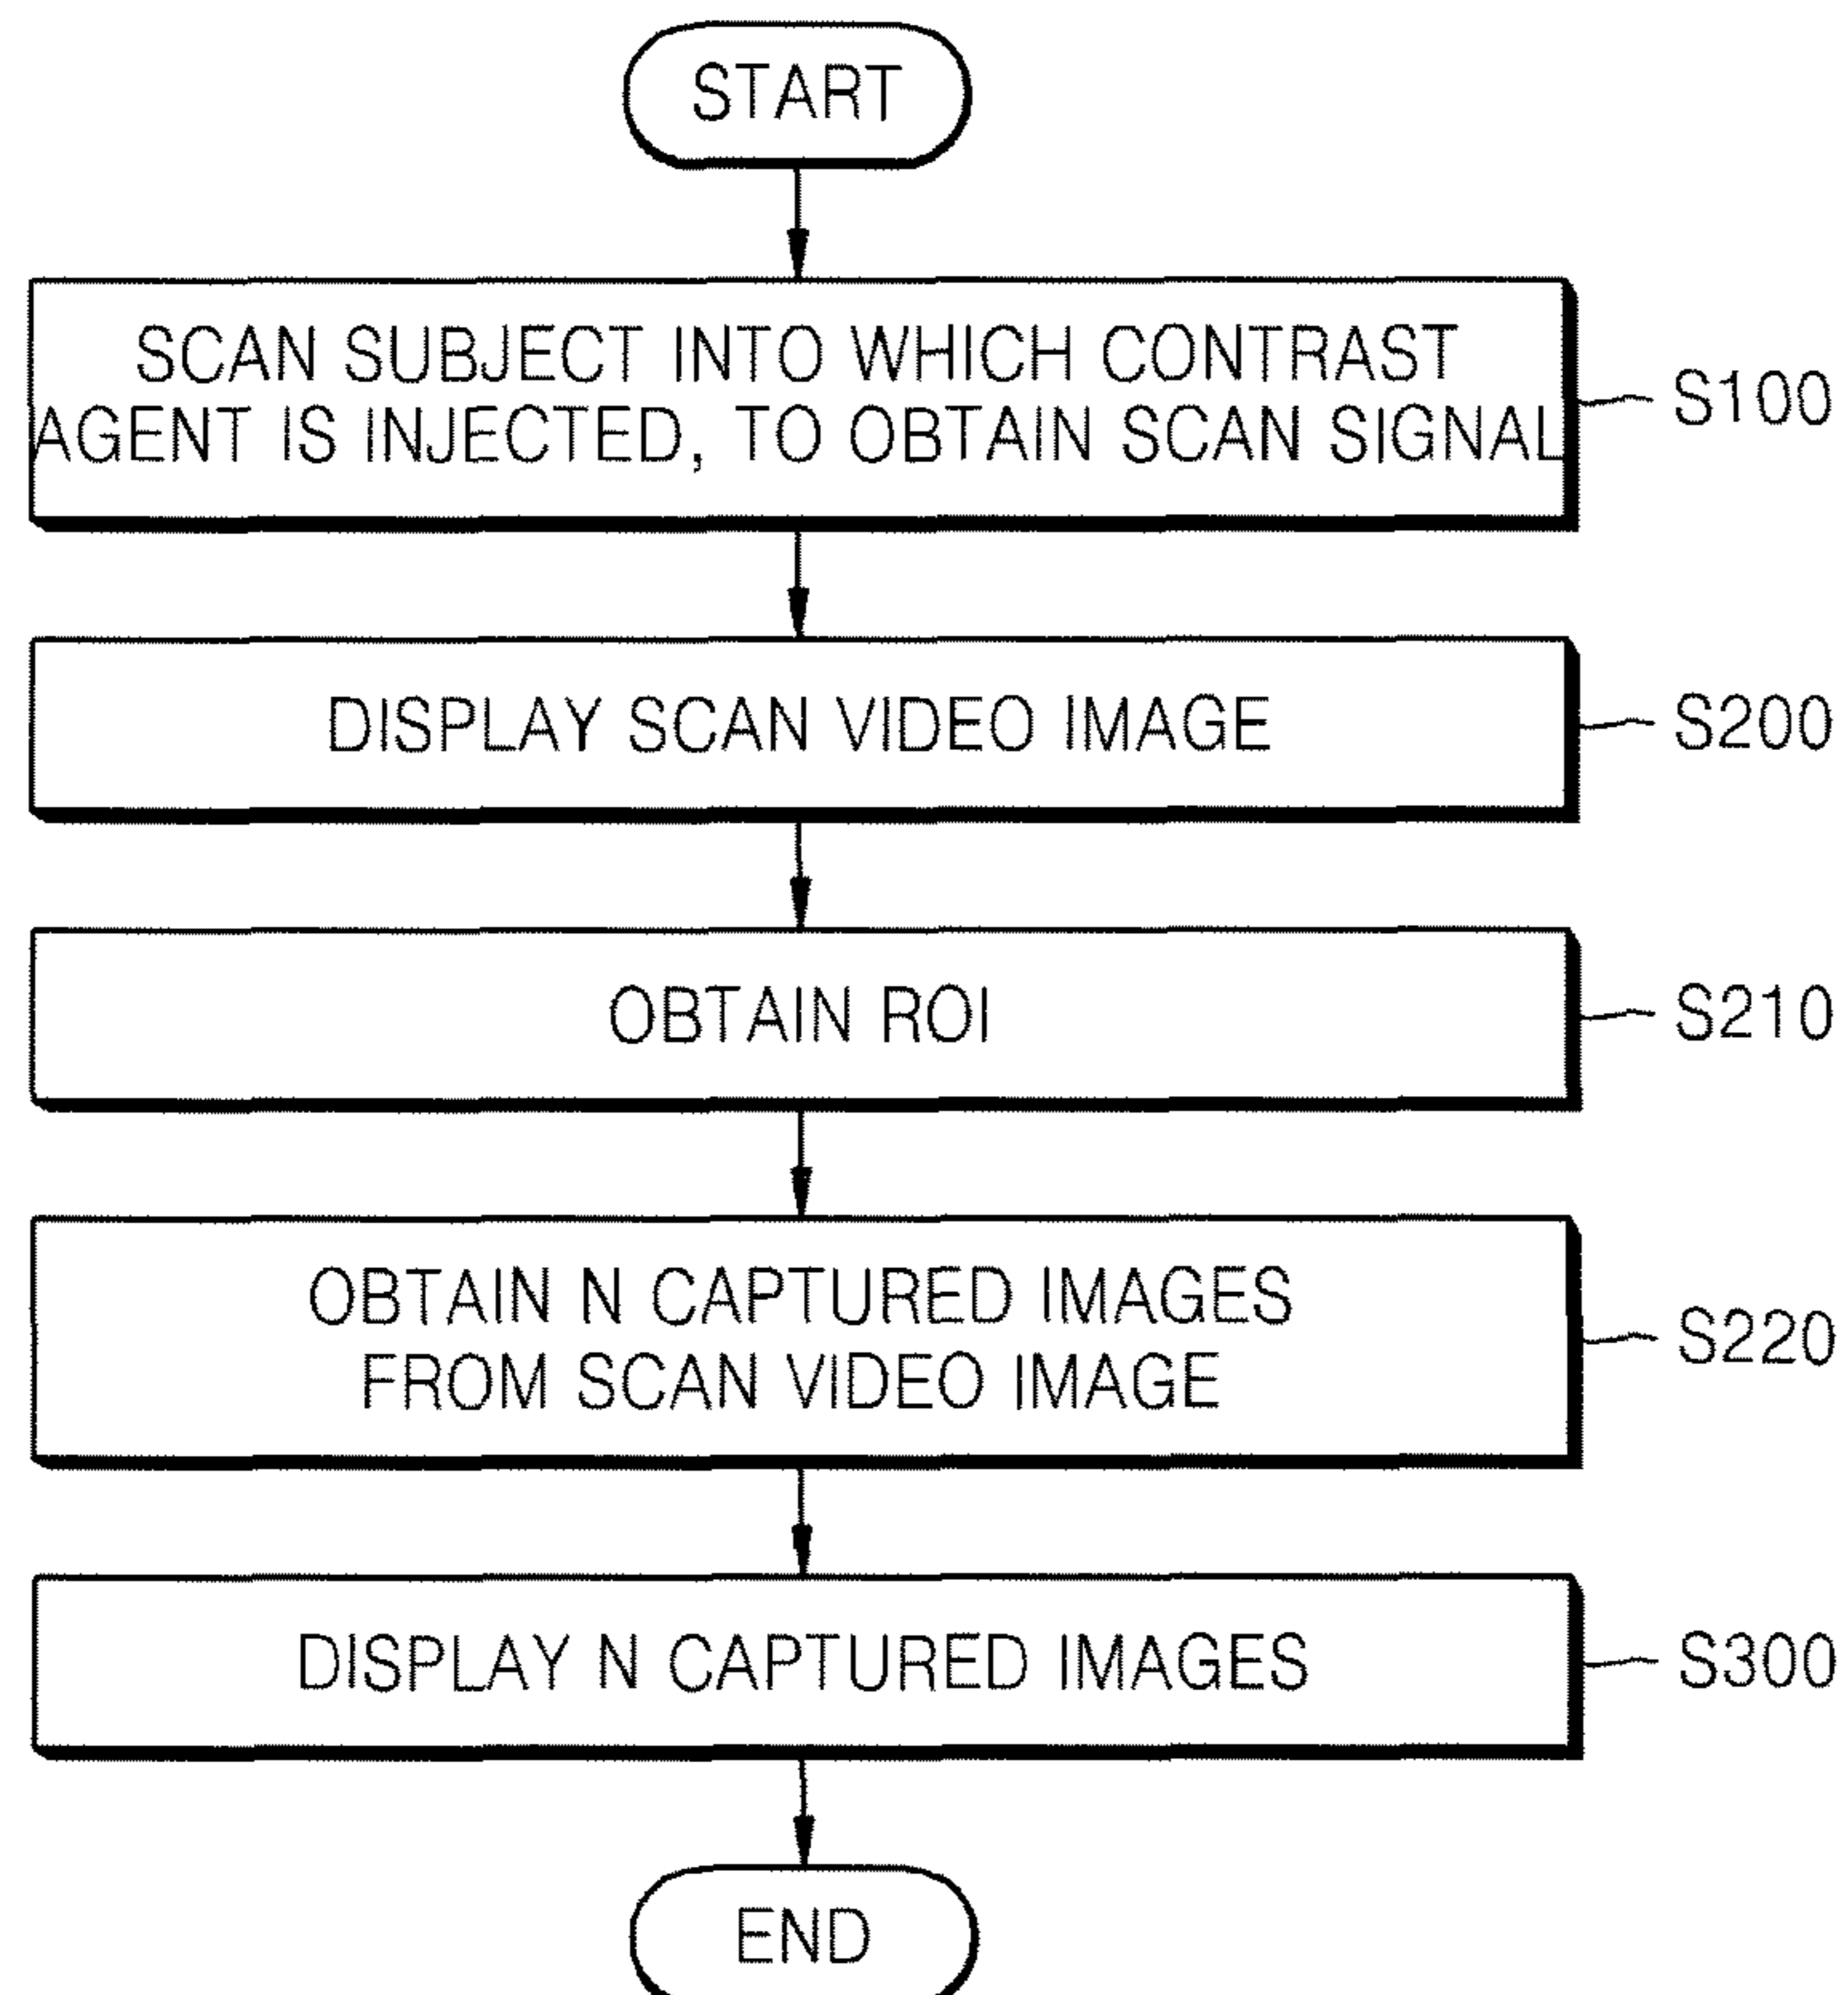 START
SCAN SUBJECT INTO WHICH CONTRAST
AGENT IS INJECTED, TO OBTAIN SCAN SIGNAL
S100
DISPLAY SCAN VIDEO IMAGE
S200
OBTAIN ROI
S210
OBTAIN N CAPTURED IMAGES
FROM SCAN VIDEO IMAGE
S220
DISPLAY N CAPTURED IMAGES
S300
END